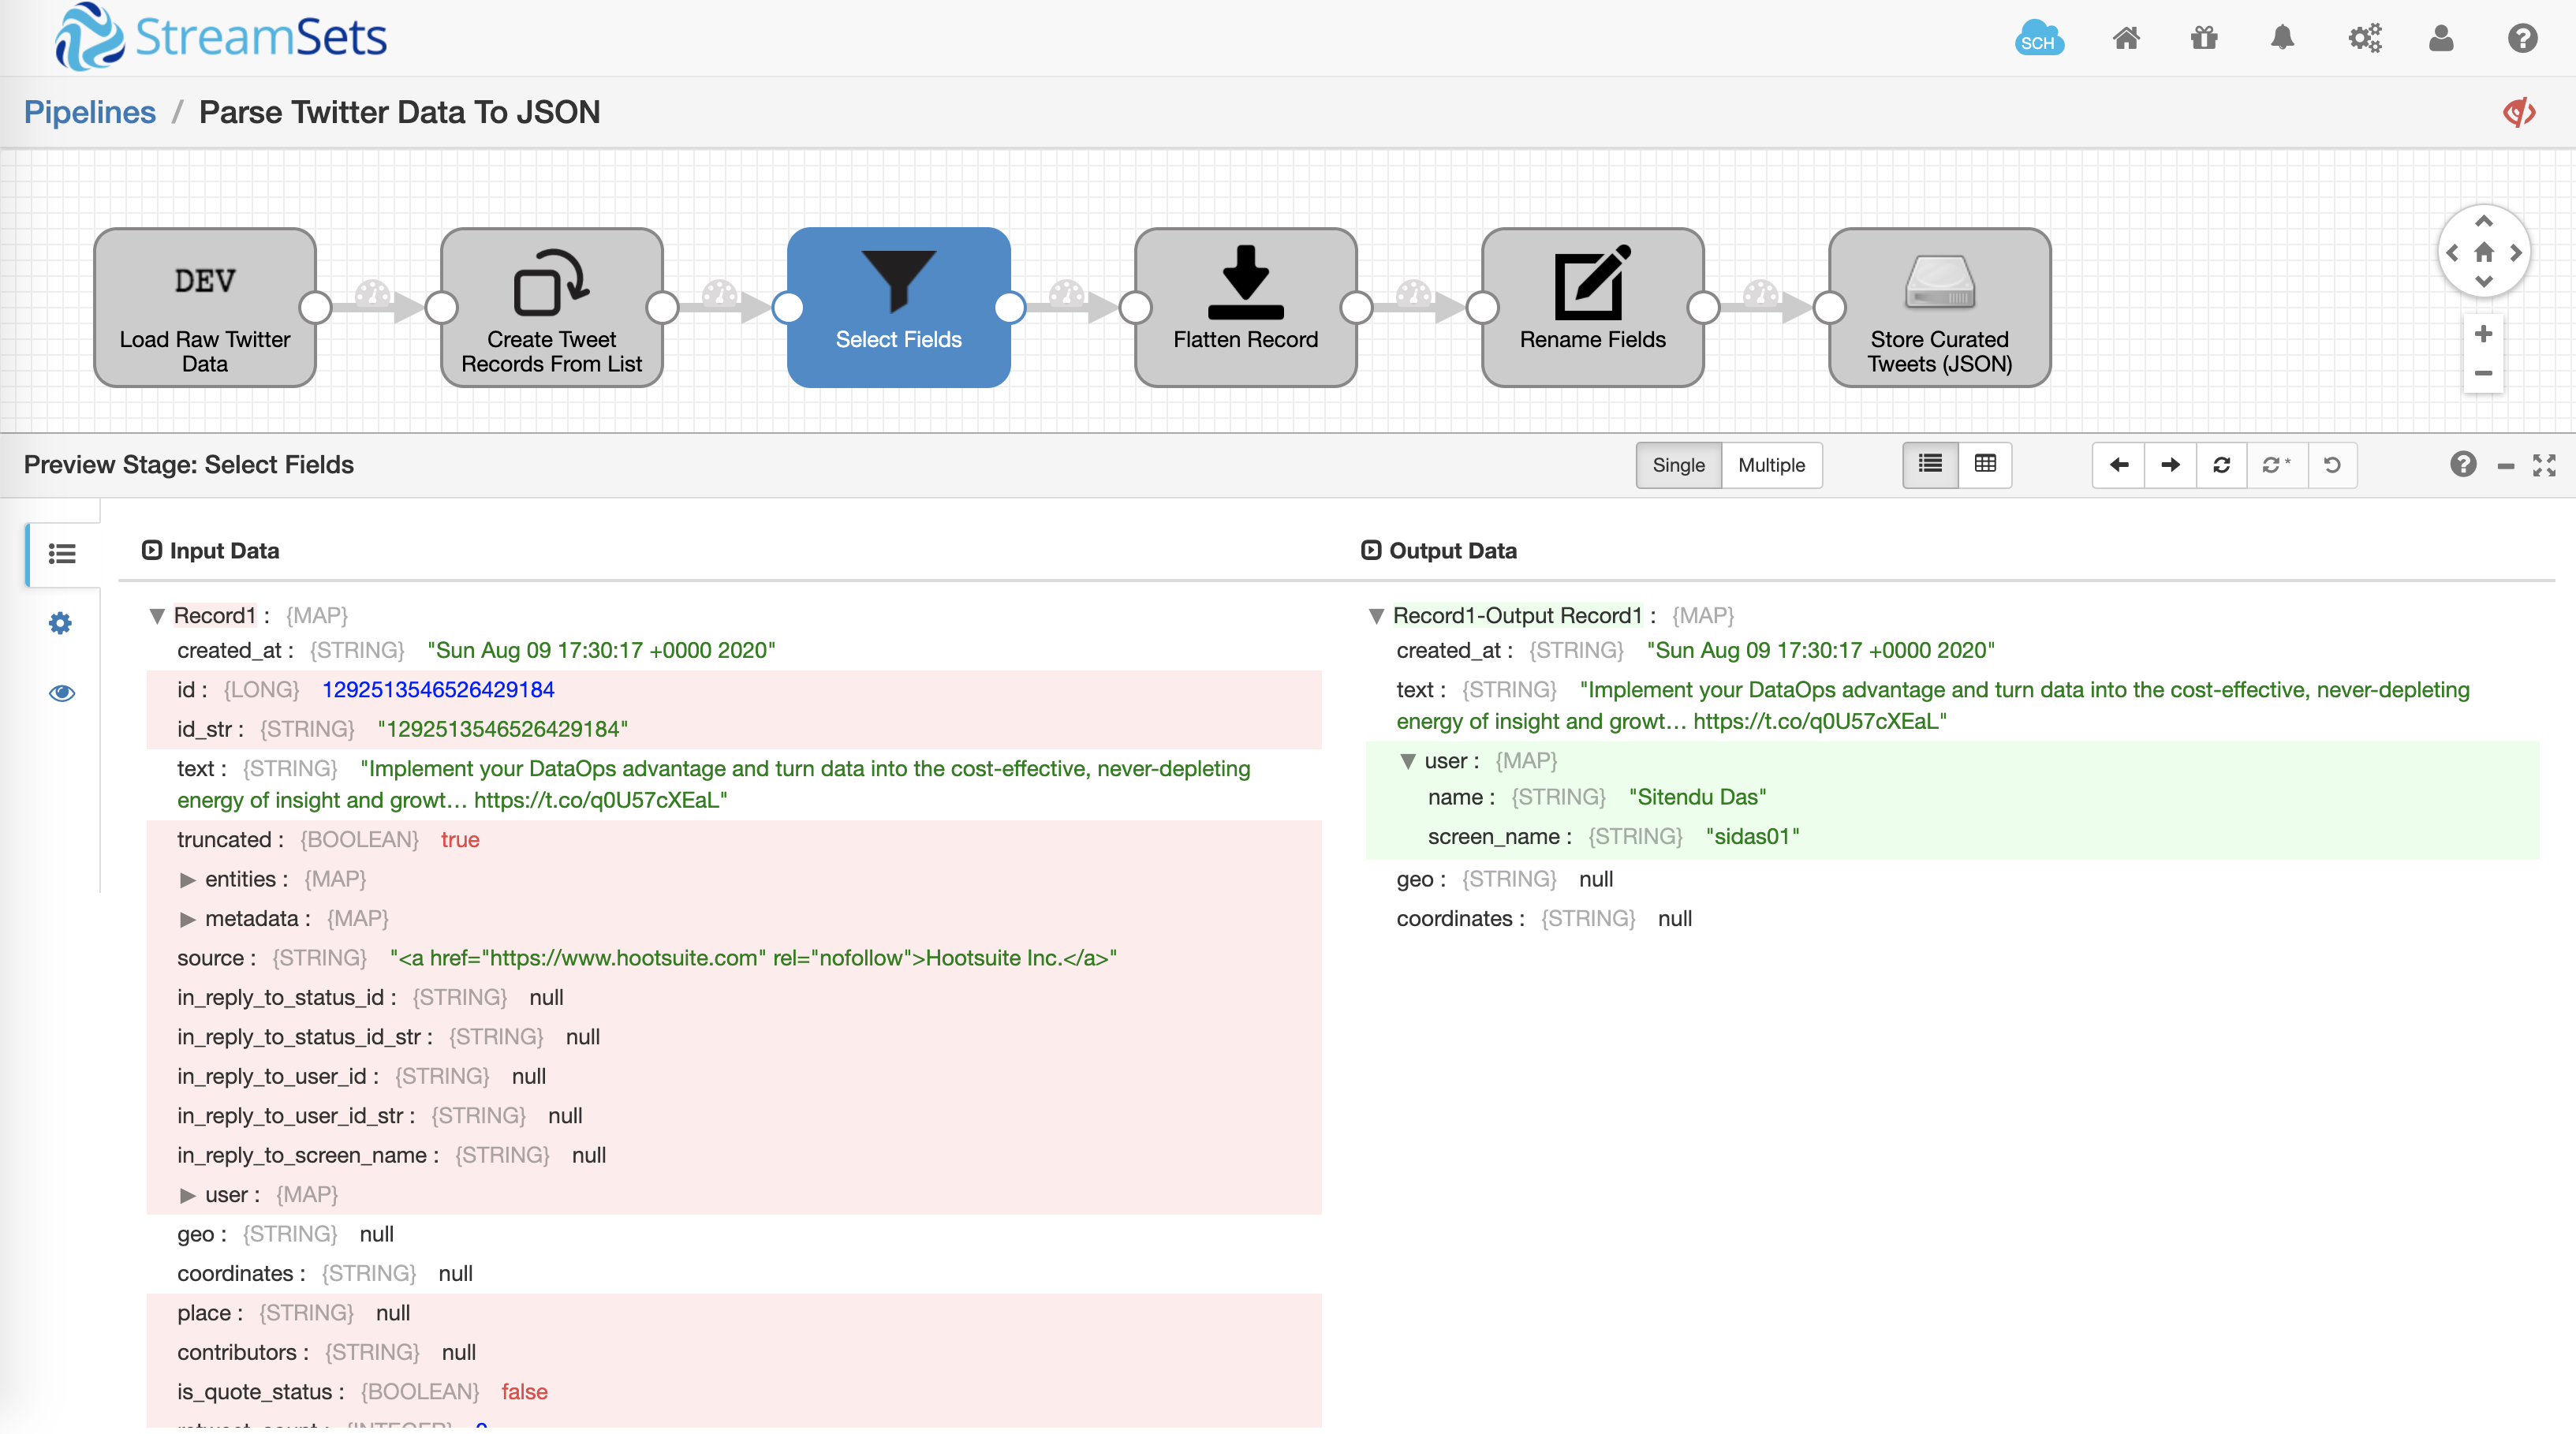 StreamSets
SCH
Pipelines / Parse Twitter Data To JSON
DEV
Load Raw Twitter
Data
Create Tweet
Records From List
Select Fields
Flatten Record
Rename Fields
Store Curated
Tweets (JSON)
Preview Stage: Select Fields
Single
Multiple
Input Data
Record1 : {MAP}
created_at : {STRING} "Sun Aug 09 17:30:17 +0000 2020"
id : {LONG} 1292513546526429184
id_str : {STRING} "1292513546526429184"
text : {STRING} "Implement your DataOps advantage and turn data into the cost-effective, never-depleting
energy of insight and growt… https://t.co/q0U57cXEaL"
truncated : {BOOLEAN} true
entities : {MAP}
metadata : {MAP}
source : {STRING} "<a href="https://www.hootsuite.com" rel="nofollow">Hootsuite Inc.</a>"
in_reply_to_status_id : {STRING} null
in_reply_to_status_id_str : {STRING} null
in_reply_to_user_id : {STRING} null
in_reply_to_user_id_str : {STRING} null
in_reply_to_screen_name : {STRING} null
user : {MAP}
geo : {STRING} null
coordinates : {STRING} null
place : {STRING} null
contributors : {STRING} null
is_quote_status : {BOOLEAN} false
Output Data
Record1-Output Record1 : {MAP}
created_at : {STRING} "Sun Aug 09 17:30:17 +0000 2020"
text : {STRING} "Implement your DataOps advantage and turn data into the cost-effective, never-depleting
energy of insight and growt… https://t.co/q0U57cXEaL"
user : {MAP}
name : {STRING} "Sitendu Das"
screen_name : {STRING} "sidas01"
geo : {STRING} null
coordinates : {STRING} null